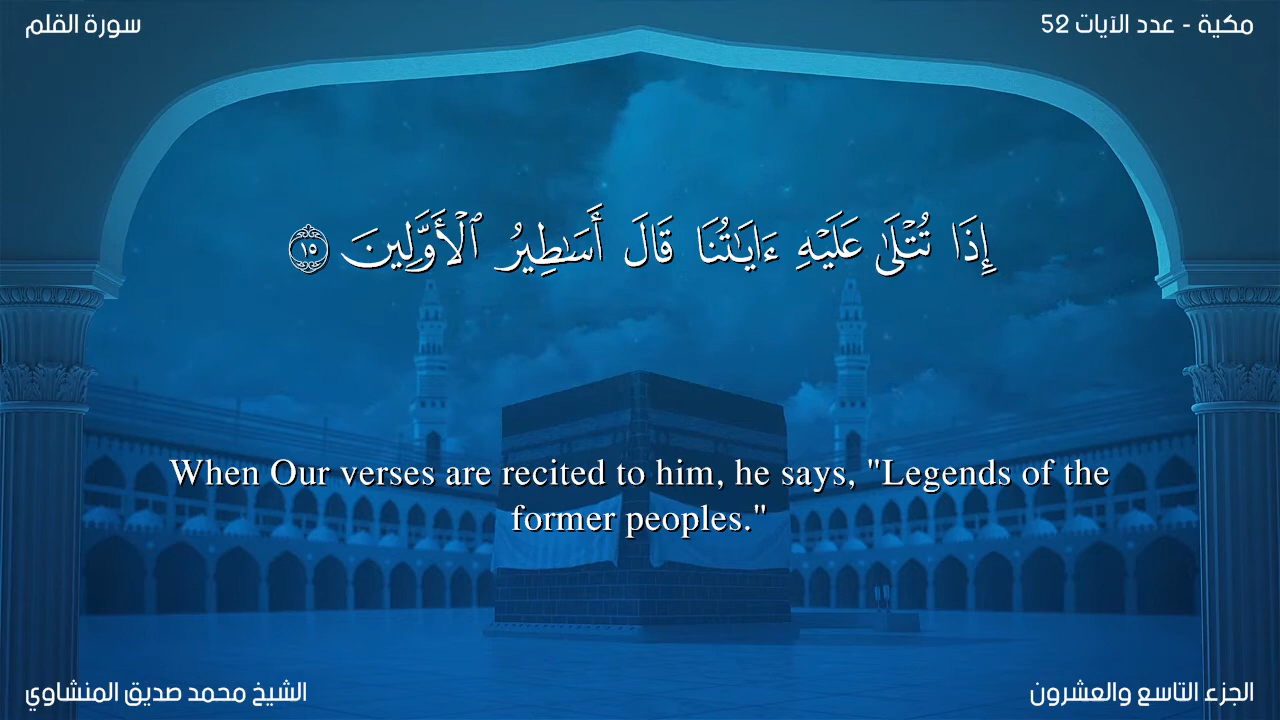 سورة القلم
مكية - عدد الآيات 52
إِذَا تُتْلَىٰ عَلَيْهِ ءَايَـٰتُنَا قَالَ أَسَـٰطِيرُ ٱلْأَوَّلِينَ ١٥
When Our verses are recited to him, he says, "Legends of the
former peoples."
الشيخ محمد صديق المنشاوي
الجزء التاسع والعشرون